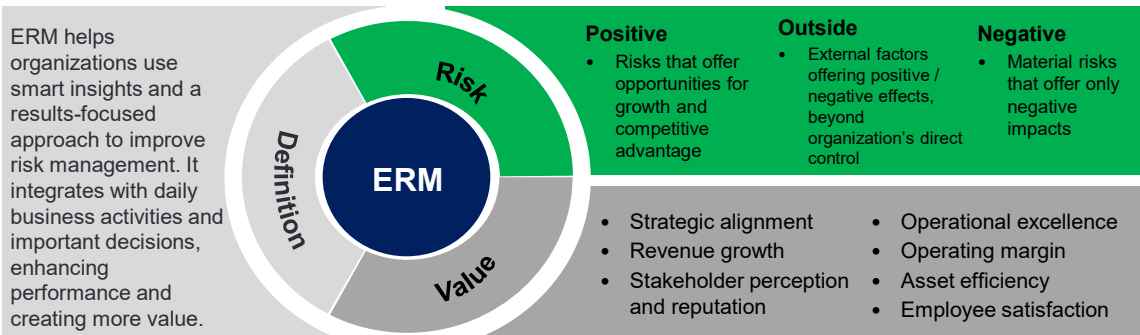 ERM helps
organizations use
smart insights and a
results-focused
approach to improve
risk management. It
integrates with daily
business activities and
important decisions,
enhancing
performance and
creating more value.
Definition
Risk
ERM
Value
Positive
• Risks that offer
opportunities for
growth and
competitive
advantage
Outside
• External factors
offering positive /
negative effects,
beyond
organization's direct
control
Negative
• Material risks
that offer only
negative
impacts
• Strategic alignment
• Revenue growth
• Stakeholder perception
and reputation
• Operational excellence
• Operating margin
• Asset efficiency
• Employee satisfaction